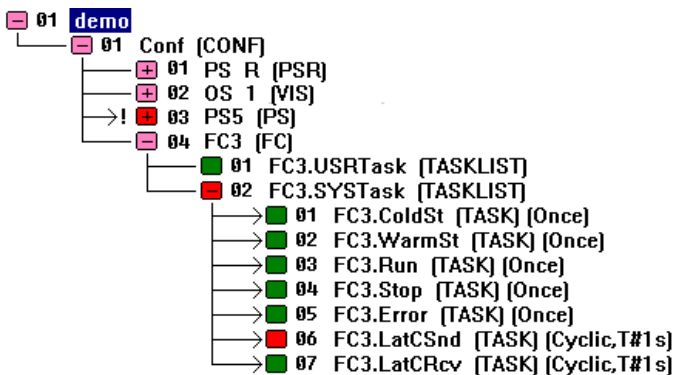 01 demo
01 Conf (CONF)
01 PS R (PSR)
02 OS 1 (VIS)
! 03 PS5 (PS)
04 FC3 (FC)
01 FC3.USRTask (TASKLIST)
02 FC3.SYSTask (TASKLIST)
01 FC3.ColdSt (TASK) (Once)
02 FC3.WarmSt (TASK) (Once)
03 FC3.Run (TASK) (Once)
04 FC3.Stop (TASK) (Once)
05 FC3.Error (TASK) (Once)
06 FC3.LatCSnd (TASK) (Cyclic,T#1s)
07 FC3.LatCRcv (TASK) (Cyclic,T#1s)